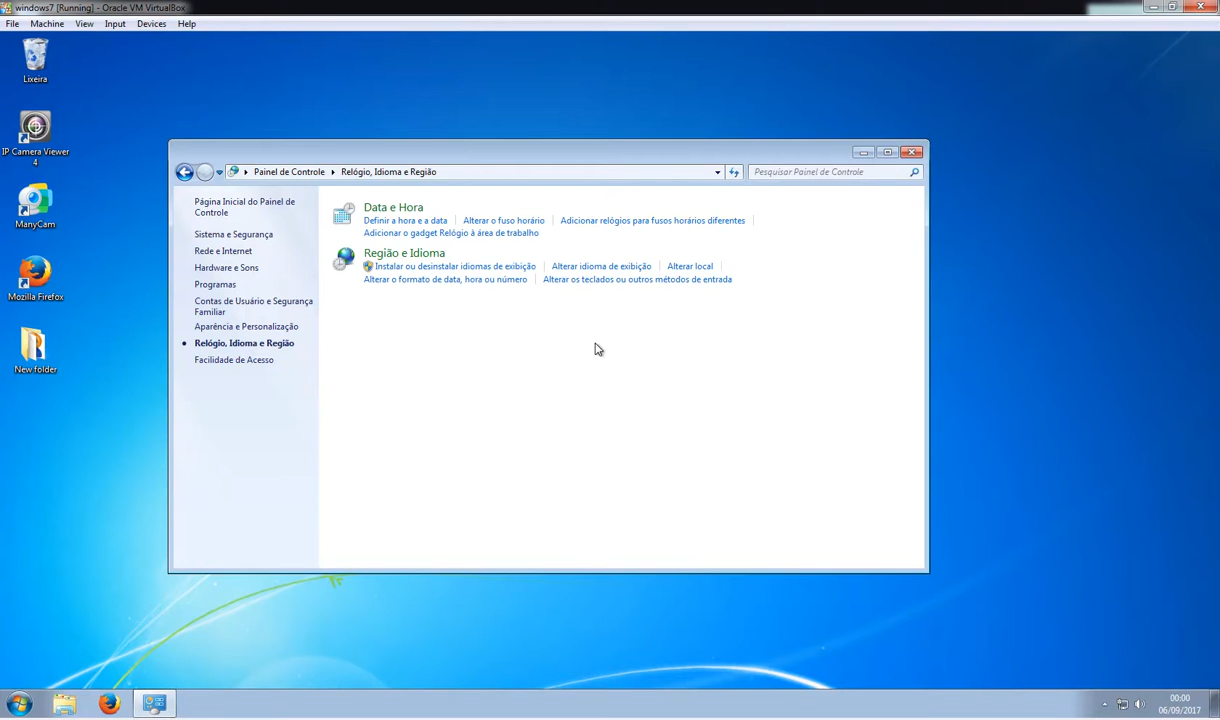 windows7 [Running] - Oracle VM VirtualBox
File Machine View Input Devices Help
Lixeira
IP Camera Viewer
4
ManyCam
Mozilla Firefox
New folder
Painel de Controle Relógio, Idioma e Região
Pesquisar Painel de Controle
Página Inicial do Painel de
Controle
Sistema e Segurança
Rede e Internet
Hardware e Sons
Programas
Contas de Usuário e Segurança
Familiar
Aparência e Personalização
Relógio, Idioma e Região
Facilidade de Acesso
Data e Hora
Definir a hora e a data Alterar o fuso horário Adicionar relógios para fusos horários diferentes
Adicionar o gadget Relógio à área de trabalho
Região e Idioma
Instalar ou desinstalar idiomas de exibição Alterar idioma de exibição Alterar local
Alterar o formato de data, hora ou número Alterar os teclados ou outros métodos de entrada
00:00
06/09/2017